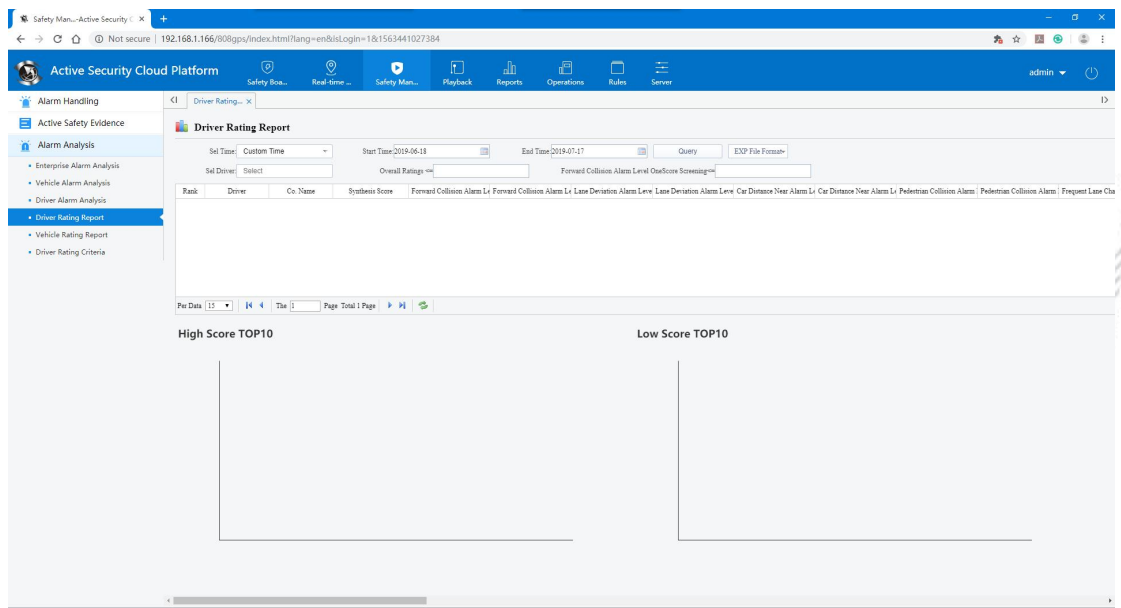 Safety Man...-Active Security C
Not secure | 192.168.1.166/808gps/index.html?lang=en&isLogin=1&1563441027384
Active Security Cloud Platform
Safety Boa... Real-time ... Safety Man... Playback Reports Operations Rules Server
admin
Alarm Handling
Active Safety Evidence
Alarm Analysis
Enterprise Alarm Analysis
Vehicle Alarm Analysis
Driver Alarm Analysis
Driver Rating Report
Vehicle Rating Report
Driver Rating Criteria
Driver Rating...
Driver Rating Report
Sel Time: Custom Time Start Time: 2019-06-18 End Time: 2019-07-17 Query EXP File Format
Sel Driver: Select Overall Ratings <= Forward Collision Alarm Level OneScore Screening<=
Rank Driver Co. Name Synthesis Score Forward Collision Alarm Le Forward Collision Alarm Le Lane Deviation Alarm Leve Lane Deviation Alarm Leve Car Distance Near Alarm Le Car Distance Near Alarm Le Pedestrian Collision Alarm Pedestrian Collision Alarm Frequent Lane Cha
Per Data 15 The 1 Page Total 1 Page
High Score TOP10
Low Score TOP10